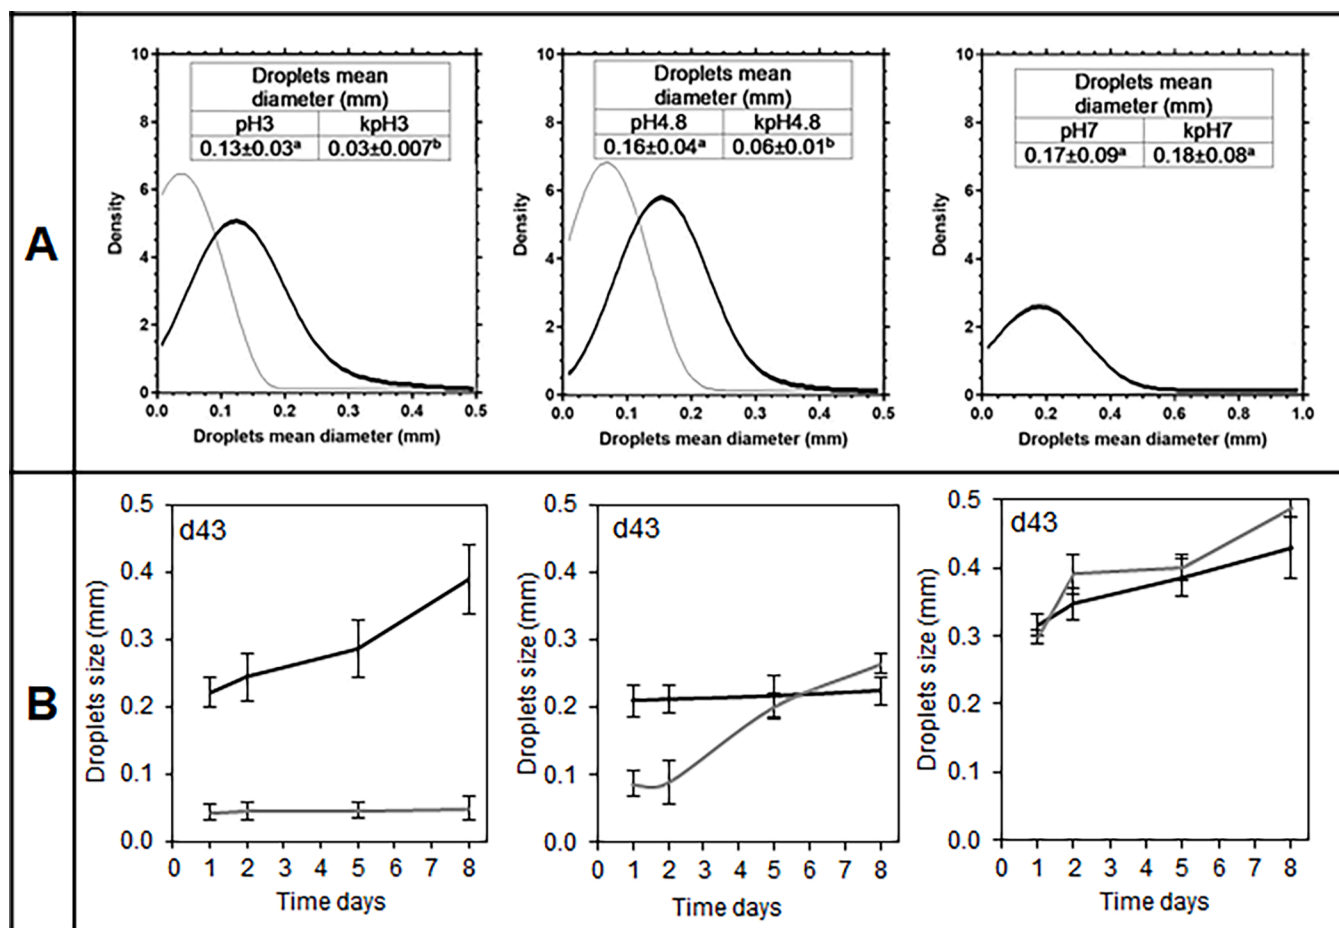 A
10
8
6
4
2
0
Density
Droplets mean
diameter (mm)
pH3 kpH3
0.13±0.03ᵃ 0.03±0.007ᵇ
0.0 0.1 0.2 0.3 0.4 0.5
Droplets mean diameter (mm)
10
8
6
4
2
0
Density
Droplets mean
diameter (mm)
pH4.8 kpH4.8
0.16±0.04ᵃ 0.06±0.01ᵇ
0.0 0.1 0.2 0.3 0.4 0.5
Droplets mean diameter (mm)
10
8
6
4
2
0
Density
Droplets mean
diameter (mm)
pH7 kpH7
0.17±0.09ᵃ 0.18±0.08ᵃ
0.0 0.2 0.4 0.6 0.8 1.0
Droplets mean diameter (mm)
B
0.5
0.4
0.3
0.2
0.1
0.0
Droplets size (mm)
d43
0 1 2 3 4 5 6 7 8
Time days
0.5
0.4
0.3
0.2
0.1
0.0
Droplets size (mm)
d43
0 1 2 3 4 5 6 7 8
Time days
0.5
0.4
0.3
0.2
0.1
0.0
Droplets size (mm)
d43
0 1 2 3 4 5 6 7 8
Time days